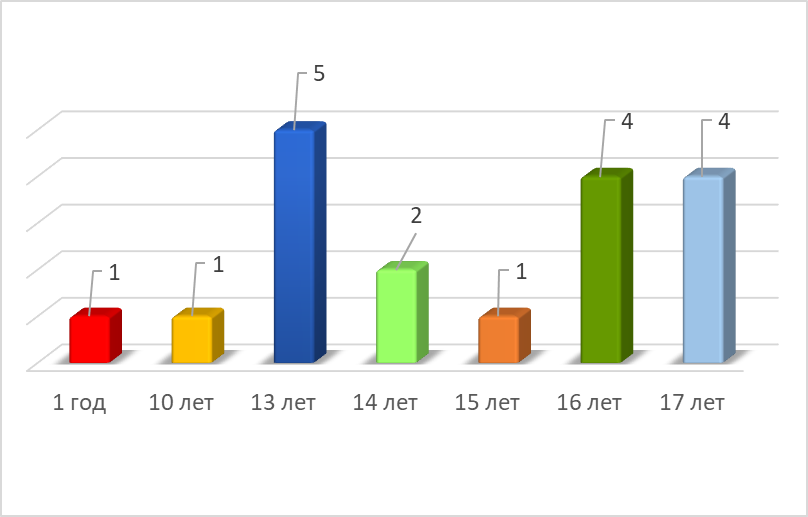 5
4
4
2
1
1
1
1 год
10 лет
13 лет
14 лет
15 лет
16 лет
17 лет